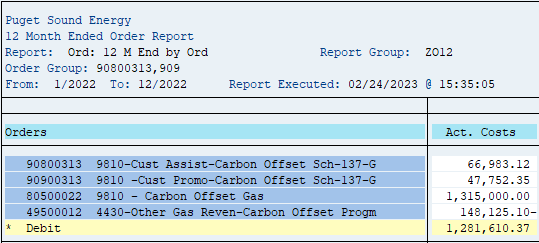 Puget Sound Energy
12 Month Ended Order Report
Report: Ord: 12 M End by Ord Report Group: ZO12
Order Group: 90800313,909
From: 1/2022 To: 12/2022 Report Executed: 02/24/2023 @ 15:35:05
Orders Act. Costs
90800313 9810-Cust Assist-Carbon Offset Sch-137-G 66,983.12
90900313 9810 -Cust Promo-Carbon Offset Sch-137-G 47,752.35
80500022 9810 - Carbon Offset Gas 1,315,000.00
49500012 4430-Other Gas Reven-Carbon Offset Progm 148,125.10-
* Debit 1,281,610.37